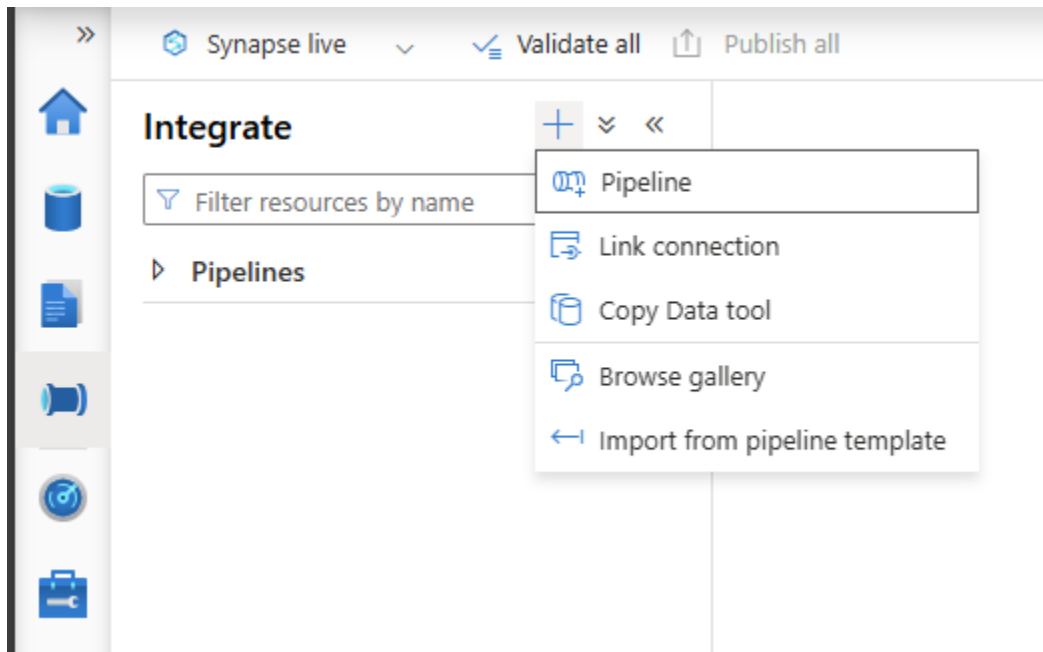 Synapse live
Validate all
Publish all
Integrate
Filter resources by name
Pipelines
Pipeline
Link connection
Copy Data tool
Browse gallery
Import from pipeline template